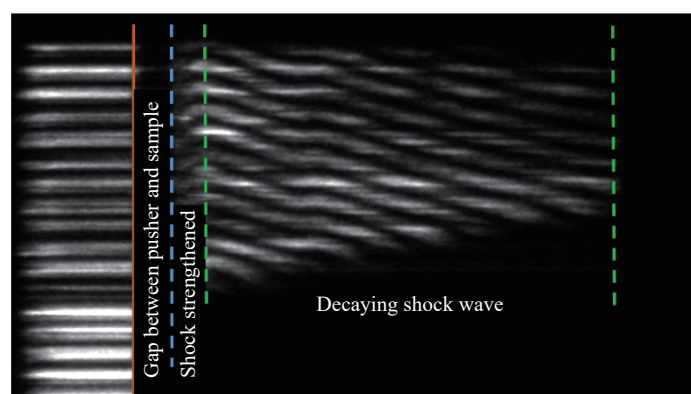 Gap between pusher and sample
Shock strengthened
Decaying shock wave